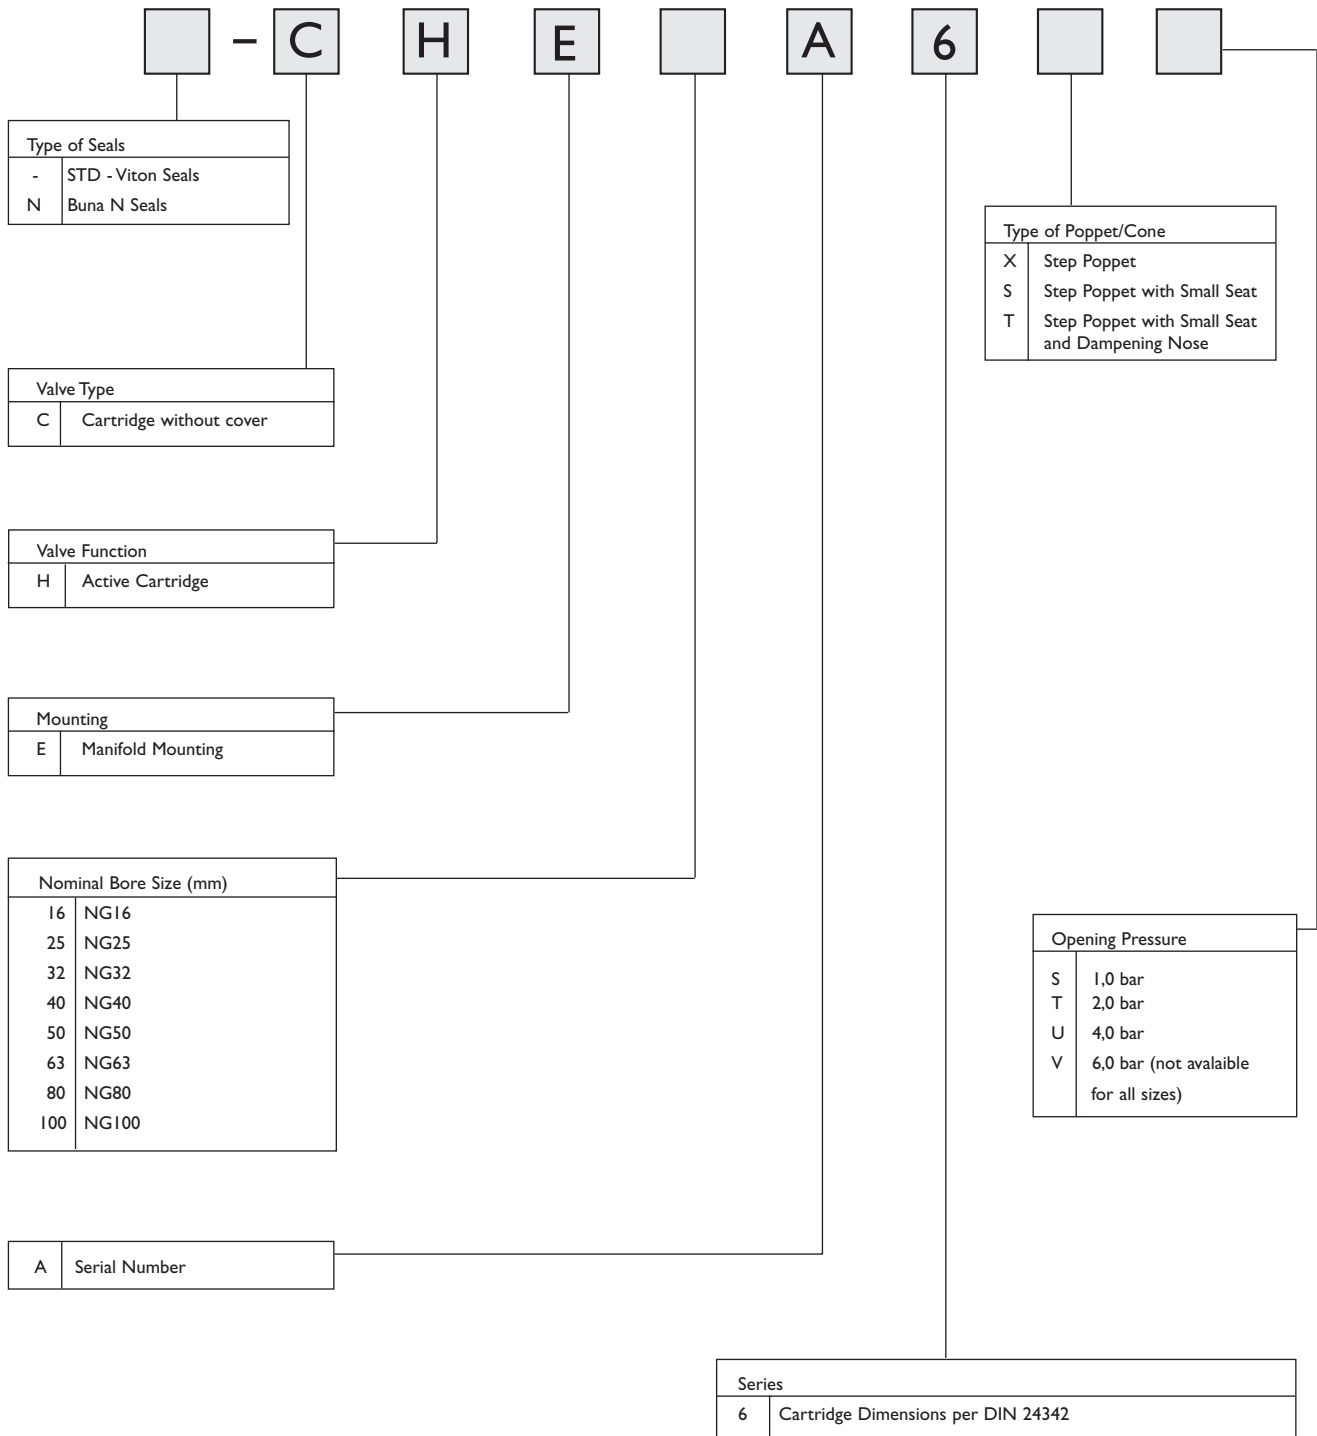 – C H E A 6
Type of Seals
- STD - Viton Seals
N Buna N Seals
Type of Poppet/Cone
X Step Poppet
S Step Poppet with Small Seat
T Step Poppet with Small Seat
and Dampening Nose
Valve Type
C Cartridge without cover
Valve Function
H Active Cartridge
Mounting
E Manifold Mounting
Nominal Bore Size (mm)
16 NG16
25 NG25
32 NG32
40 NG40
50 NG50
63 NG63
80 NG80
100 NG100
Opening Pressure
S 1,0 bar
T 2,0 bar
U 4,0 bar
V 6,0 bar (not avalaible
for all sizes)
A Serial Number
Series
6 Cartridge Dimensions per DIN 24342